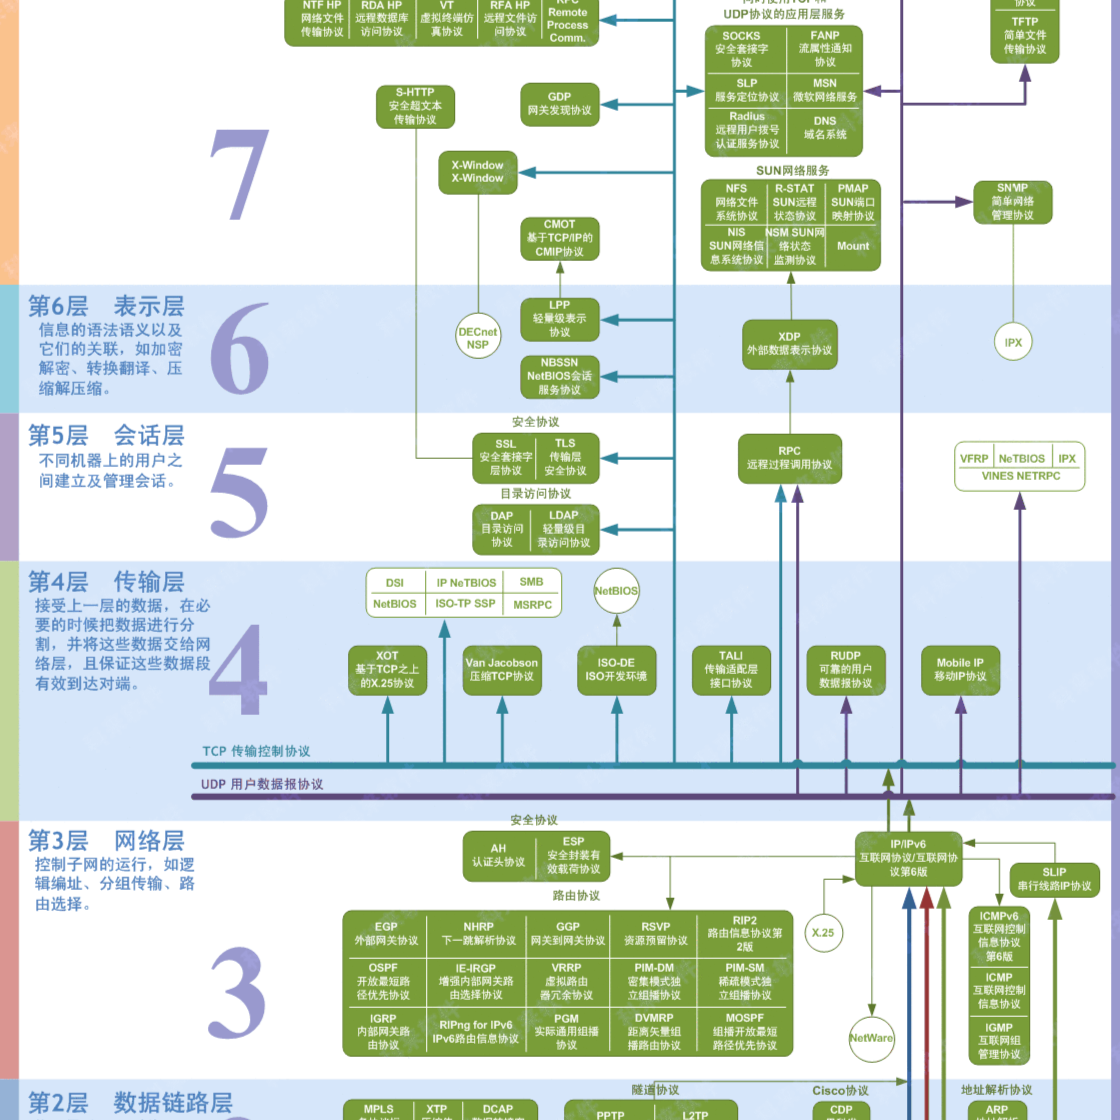 NTF HP
网络文件
传输协议
RDA HP
远程数据库
访问协议
VT
虚拟终端仿
真协议
RFA HP
远程文件访
问协议
RPC
Remote
Process
Comm.
同时使用TCP和
UDP协议的应用层服务
SOCKS
安全套接字
协议
FANP
流属性通知
协议
SLP
服务定位协议
MSN
微软网络服务
Radius
远程用户拨号
认证服务协议
DNS
域名系统
协议
TFTP
简单文件
传输协议
S-HTTP
安全超文本
传输协议
GDP
网关发现协议
7
X-Window
X-Window
SUN网络服务
NFS
网络文件
系统协议
R-STAT
SUN远程
状态协议
PMAP
SUN端口
映射协议
NIS
SUN网络信
息系统协议
NSM SUN网
络状态
监测协议
Mount
SNMP
简单网络
管理协议
CMOT
基于TCP/IP的
CMIP协议
第6层 表示层
信息的语法语义以及
它们的关联，如加密
解密、转换翻译、压
缩解压缩。
6
DECnet
NSP
LPP
轻量级表示
协议
NBSSN
NetBIOS会话
服务协议
XDP
外部数据表示协议
IPX
第5层 会话层
不同机器上的用户之
间建立及管理会话。
5
安全协议
SSL
安全套接字
层协议
TLS
传输层
安全协议
目录访问协议
DAP
目录访问
协议
LDAP
轻量级目
录访问协议
RPC
远程过程调用协议
VFRP
NeTBIOS
IPX
VINES NETRPC
第4层 传输层
接受上一层的数据，在必
要的时候把数据进行分
割，并将这些数据交给网
络层，且保证这些数据段
有效到达对端。
4
DSI
IP NeTBIOS
SMB
NetBIOS
ISO-TP SSP
MSRPC
NetBIOS
XOT
基于TCP之上
的X.25协议
Van Jacobson
压缩TCP协议
ISO-DE
ISO开发环境
TALI
传输适配层
接口协议
RUDP
可靠的用户
数据报协议
Mobile IP
移动IP协议
TCP 传输控制协议
UDP 用户数据报协议
第3层 网络层
控制子网的运行，如逻
辑编址、分组传输、路
由选择。
3
安全协议
AH
认证头协议
ESP
安全封装有
效载荷协议
IP/IPv6
互联网协议/互联网协
议第6版
SLIP
串行线路IP协议
路由协议
EGP
外部网关协议
NHRP
下一跳解析协议
GGP
网关到网关协议
RSVP
资源预留协议
RIP2
路由信息协议第
2版
OSPF
开放最短路
径优先协议
IE-IRGP
增强内部网关路
由选择协议
VRRP
虚拟路由
器冗余协议
PIM-DM
密集模式独
立组播协议
PIM-SM
稀疏模式独
立组播协议
IGRP
内部网关路
由协议
RIPng for IPv6
IPv6路由信息协议
PGM
实际通用组播
协议
DVMRP
距离矢量组
播路由协议
MOSPF
组播开放最短
路径优先协议
X.25
NetWare
ICMPv6
互联网控制
信息协议
第6版
ICMP
互联网控制
信息协议
IGMP
互联网组
管理协议
第2层 数据链路层
隧道协议
Cisco协议
地址解析协议
MPLS
XTP
DCAP
PPTP
L2TP
CDP
ARP